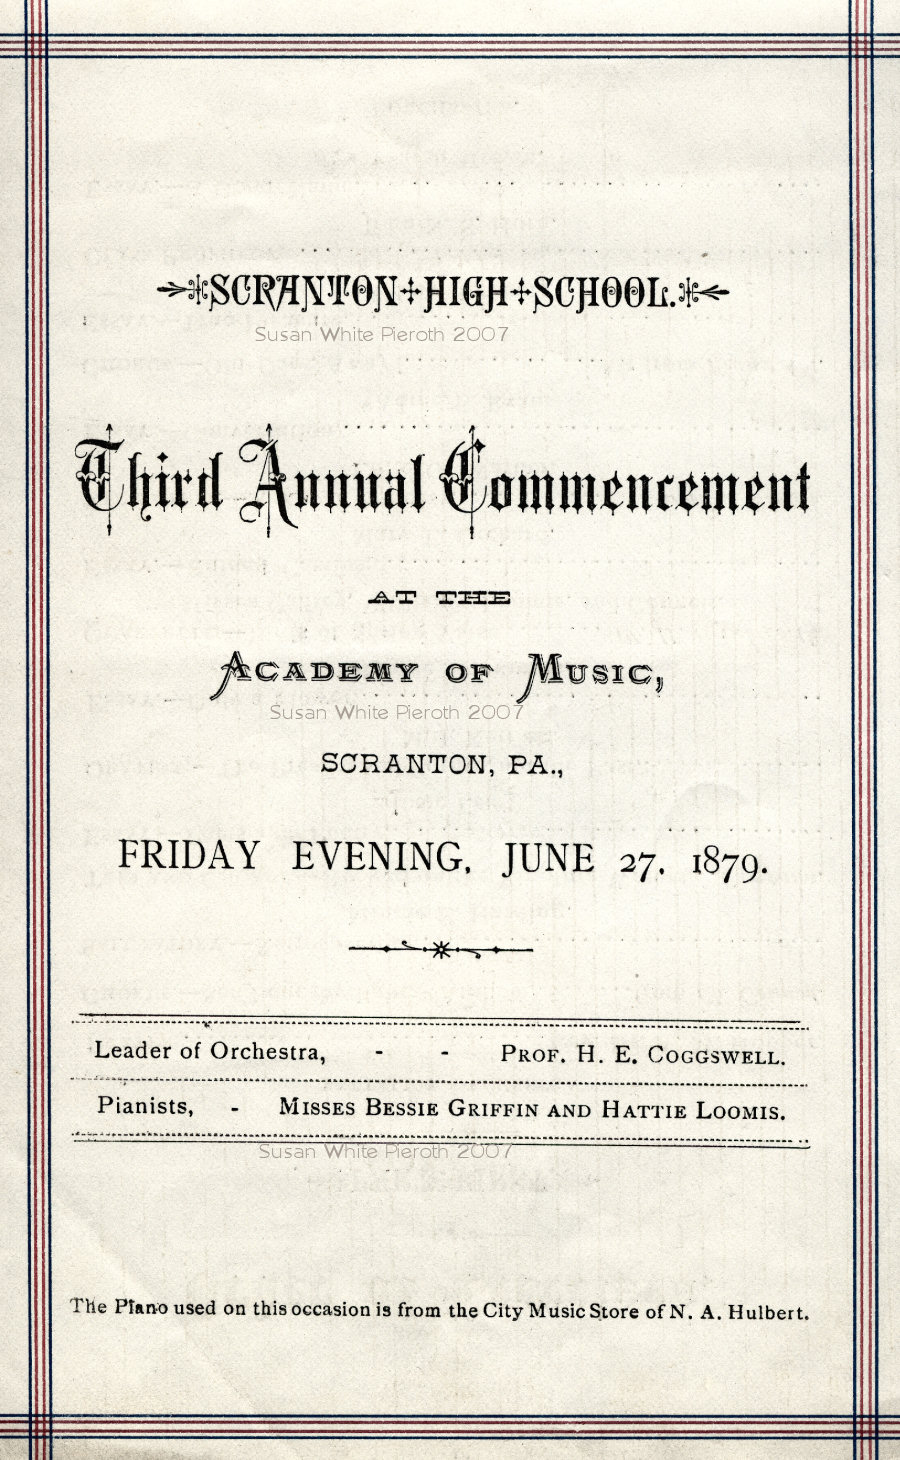 SCRANTON HIGH SCHOOL.
Susan White Pieroth 2007
Third Annual Commencement
AT THE
ACADEMY OF MUSIC,
Susan White Pieroth 2007
SCRANTON, PA.,
FRIDAY EVENING, JUNE 27, 1879.
Leader of Orchestra, - - PROF. H. E. COGGSWELL.
Pianists, - MISSES BESSIE GRIFFIN AND HATTIE LOOMIS.
Susan White Pieroth 2007
The Piano used on this occasion is from the City Music Store of N. A. Hulbert.